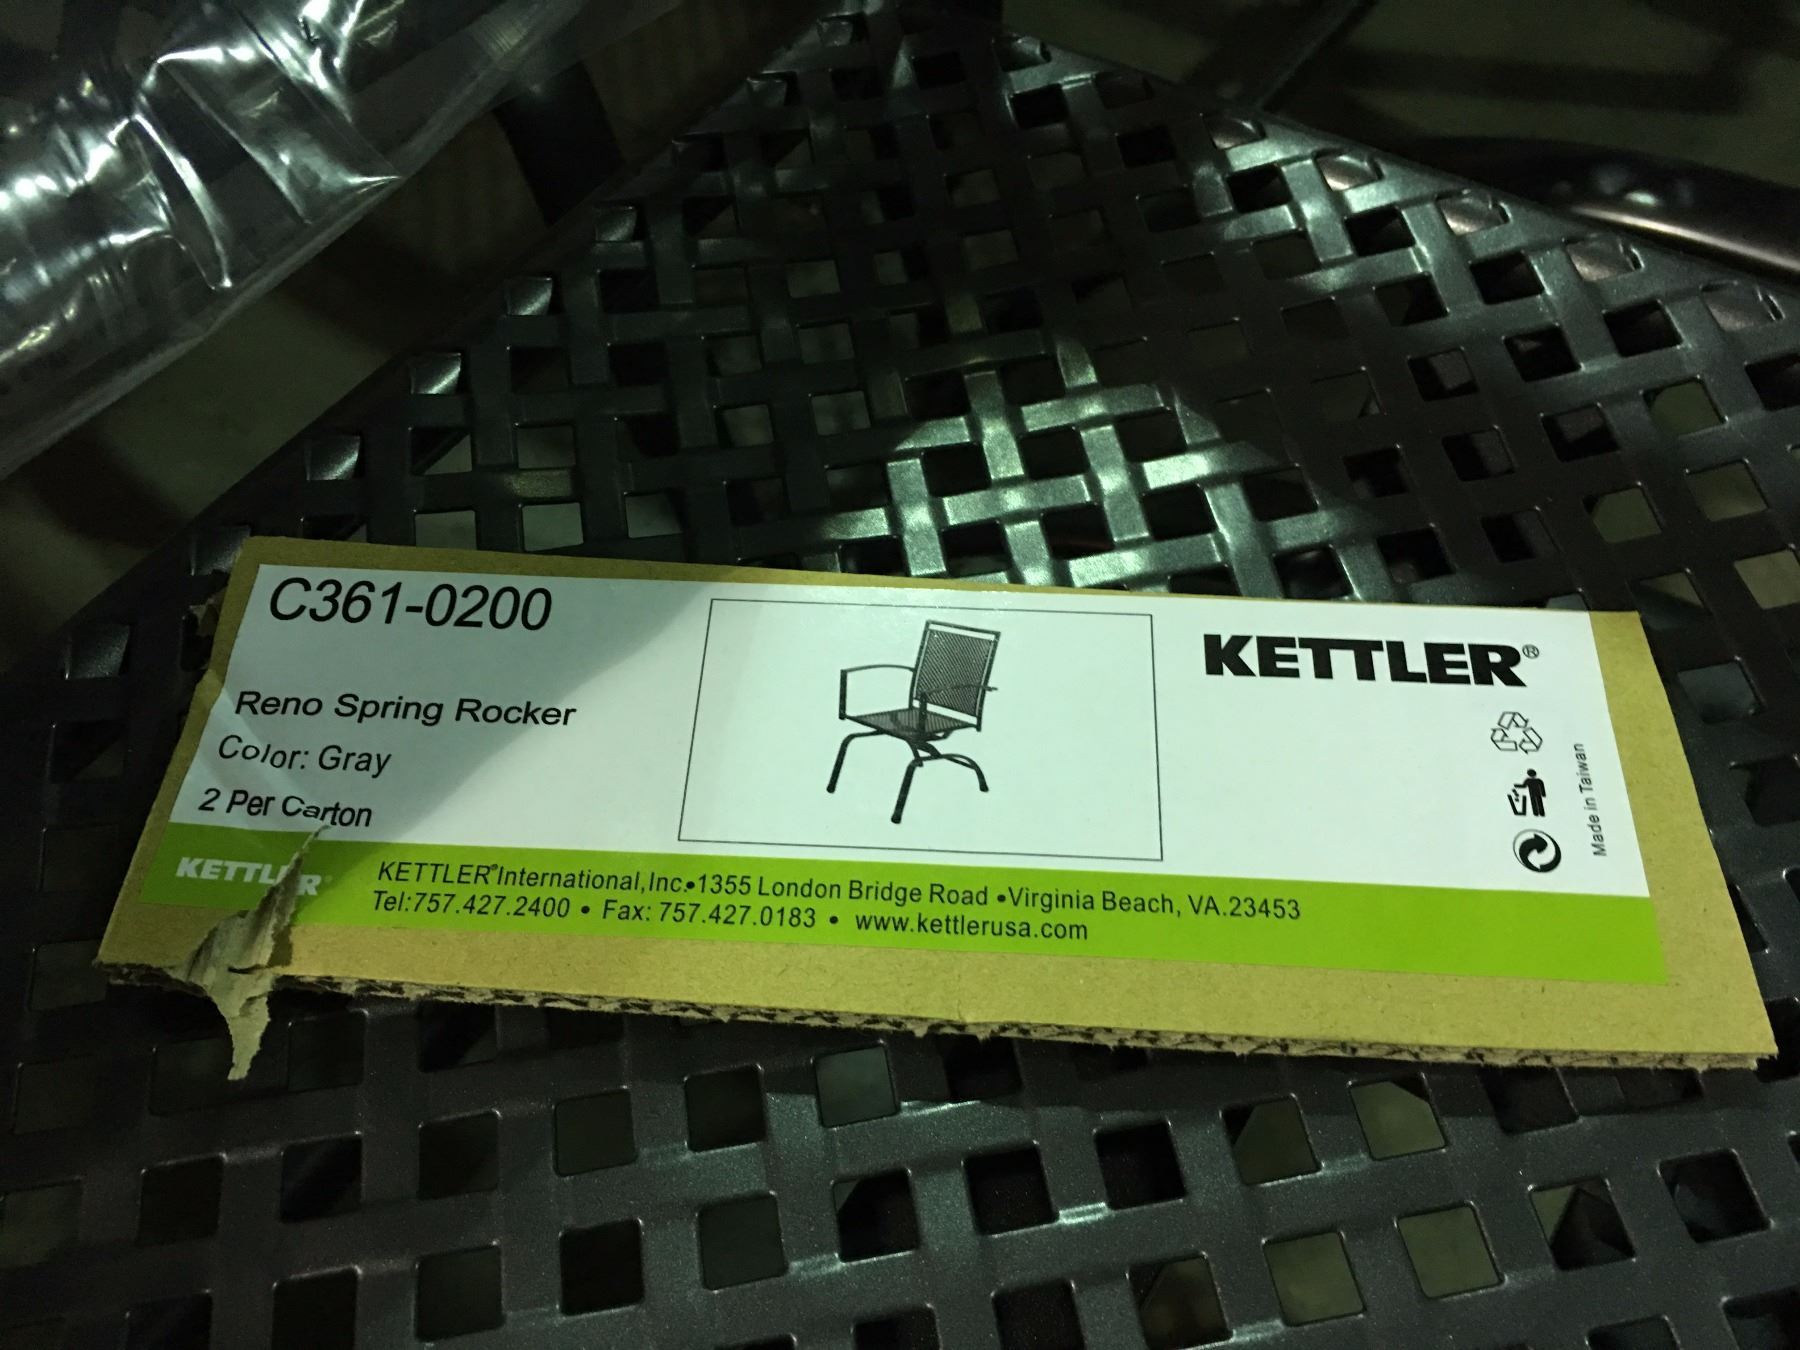 C361-0200
KETTLER®
Reno Spring Rocker
Color: Gray
2 Per Carton
Made in Taiwan
KETTLER
KETTLER® International,Inc.•1355 London Bridge Road •Virginia Beach, VA.23453
Tel:757.427.2400 • Fax: 757.427.0183 • www.kettlerusa.com